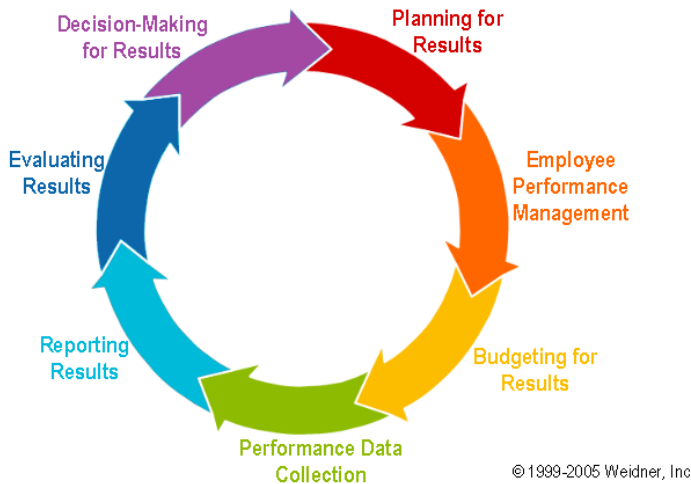 Decision-Making
for Results
Planning for
Results
Employee
Performance
Management
Budgeting for
Results
Performance Data
Collection
Reporting
Results
Evaluating
Results
©1999-2005 Weidner, Inc